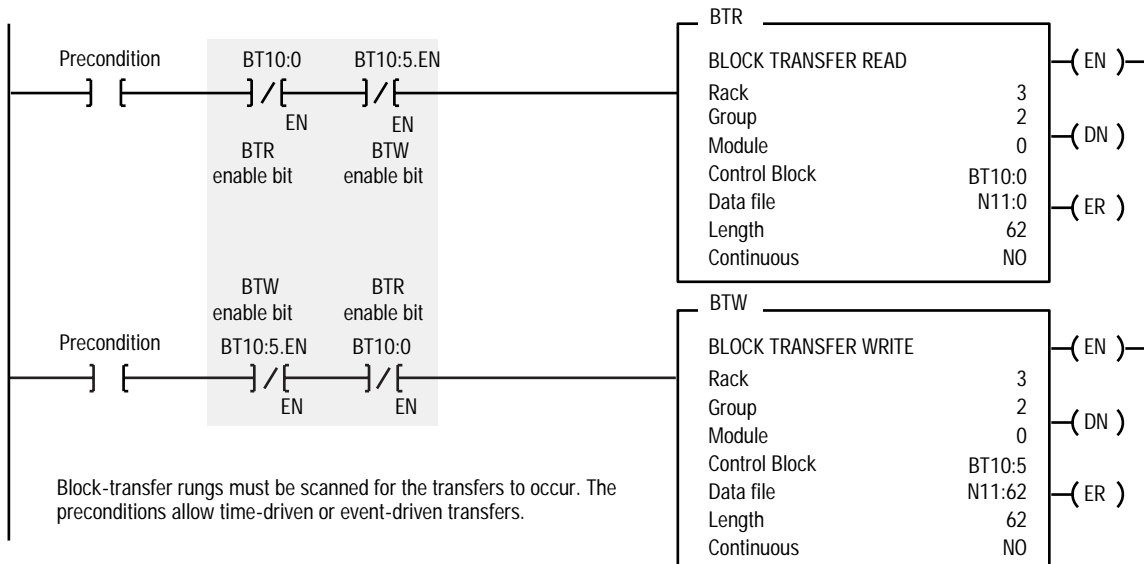 BTR
Precondition
BT10:0
BT10:5.EN
EN
EN
BTR
enable bit
BTW
enable bit
BLOCK TRANSFER READ
Rack 3
Group 2
Module 0
Control Block BT10:0
Data file N11:0
Length 62
Continuous NO
EN
DN
ER
BTW
enable bit
BTR
enable bit
Precondition
BT10:5.EN
BT10:0
EN
EN
BTW
BLOCK TRANSFER WRITE
Rack 3
Group 2
Module 0
Control Block BT10:5
Data file N11:62
Length 62
Continuous NO
EN
DN
ER
Block-transfer rungs must be scanned for the transfers to occur. The
preconditions allow time-driven or event-driven transfers.